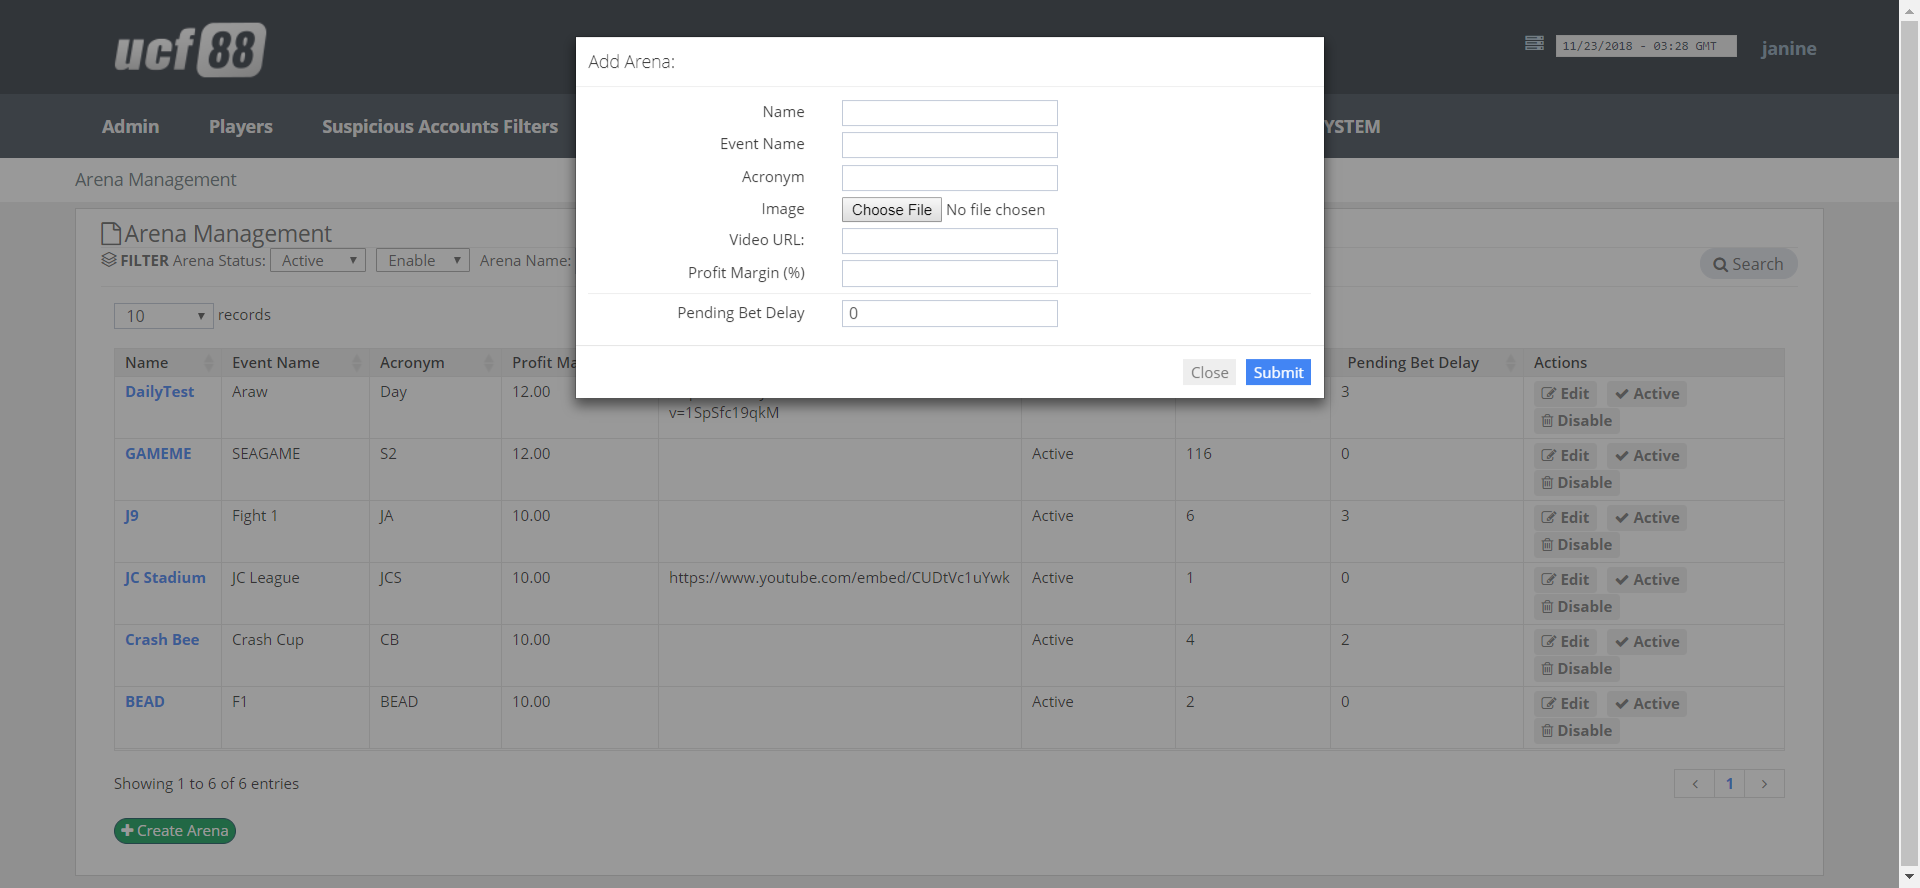 ucf88
11/23/2018 - 03:28 GMT
janine
Admin
Players
Suspicious Accounts Filters
YSTEM
Arena Management
Add Arena:
Name
Event Name
Acronym
Image Choose File No file chosen
Video URL:
Profit Margin (%)
Pending Bet Delay 0
Close Submit
Arena Management
FILTER Arena Status: Active Enable Arena Name:
Search
10 records
Name Event Name Acronym Profit Ma Pending Bet Delay Actions
DailyTest Araw Day 12.00 3 Edit Active
v=1SpSfc19qkM Disable
GAMEME SEAGAME S2 12.00 Active 116 0 Edit Active
Disable
J9 Fight 1 JA 10.00 Active 6 3 Edit Active
Disable
JC Stadium JC League JCS 10.00 https://www.youtube.com/embed/CUDtVc1uYwk Active 1 0 Edit Active
Disable
Crash Bee Crash Cup CB 10.00 Active 4 2 Edit Active
Disable
BEAD F1 BEAD 10.00 Active 2 0 Edit Active
Disable
Showing 1 to 6 of 6 entries
< 1 >
Create Arena